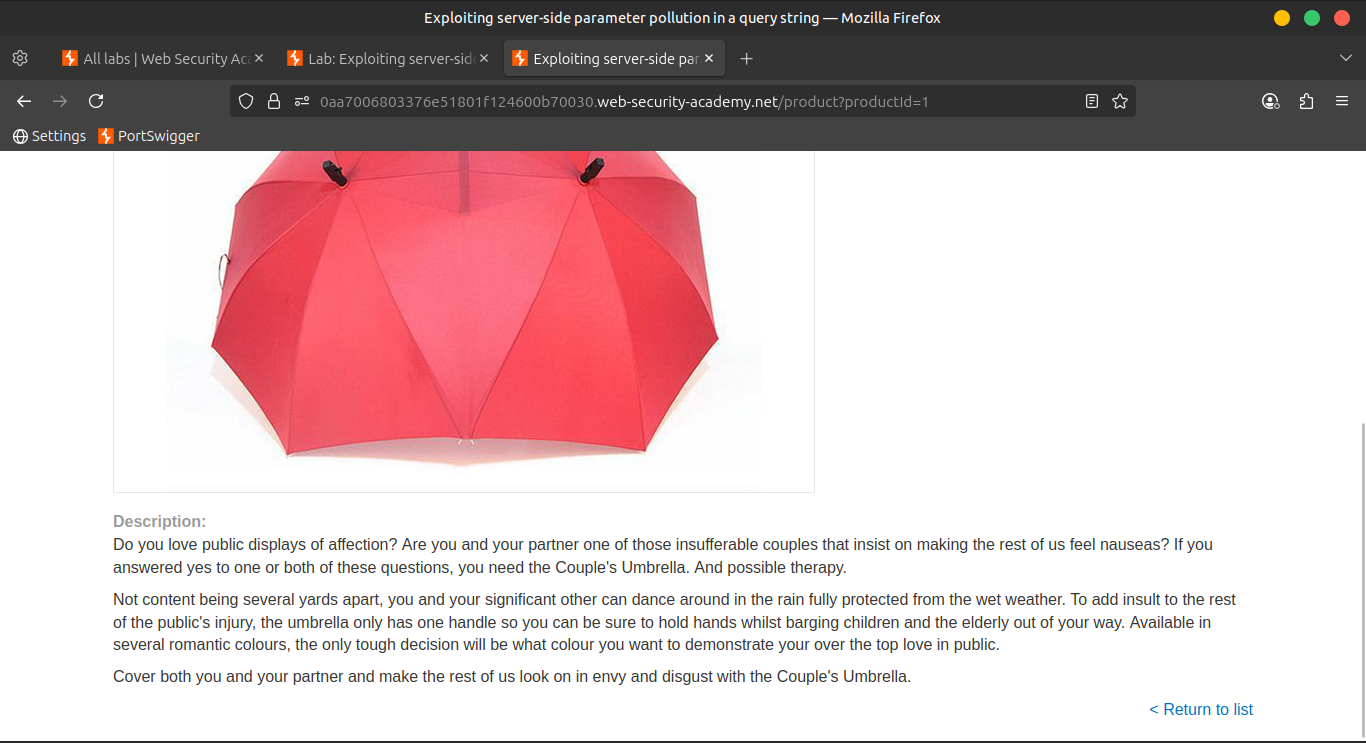 Exploiting server-side parameter pollution in a query string — Mozilla Firefox
All labs | Web Security Aca
Lab: Exploiting server-sid
Exploiting server-side par
0aa7006803376e51801f124600b70030.web-security-academy.net/product?productId=1
Settings
PortSwigger
Description:
Do you love public displays of affection? Are you and your partner one of those insufferable couples that insist on making the rest of us feel nauseas? If you
answered yes to one or both of these questions, you need the Couple's Umbrella. And possible therapy.
Not content being several yards apart, you and your significant other can dance around in the rain fully protected from the wet weather. To add insult to the rest
of the public's injury, the umbrella only has one handle so you can be sure to hold hands whilst barging children and the elderly out of your way. Available in
several romantic colours, the only tough decision will be what colour you want to demonstrate your over the top love in public.
Cover both you and your partner and make the rest of us look on in envy and disgust with the Couple's Umbrella.
< Return to list